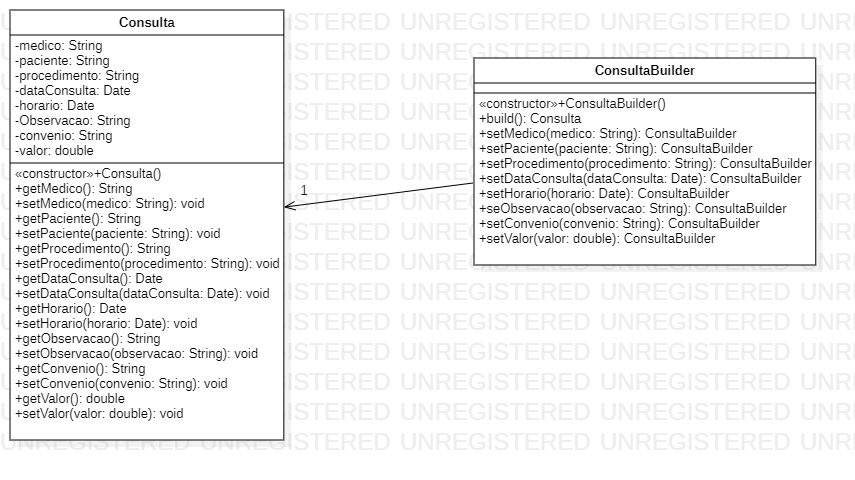 Consulta
-medico: String
-paciente: String
-procedimento: String
-dataConsulta: Date
-horario: Date
-Observacao: String
-convenio: String
-valor: double
«constructor»+Consulta()
+getMedico(): String
+setMedico(medico: String): void
+getPaciente(): String
+setPaciente(paciente: String): void
+getProcedimento(): String
+setProcedimento(procedimento: String): void
+getDataConsulta(): Date
+setDataConsulta(dataConsulta: Date): void
+getHorario(): Date
+setHorario(horario: Date): void
+getObservacao(): String
+setObservacao(observacao: String): void
+getConvenio(): String
+setConvenio(convenio: String): void
+getValor(): double
+setValor(valor: double): void
1
ConsultaBuilder
«constructor»+ConsultaBuilder()
+build(): Consulta
+setMedico(medico: String): ConsultaBuilder
+setPaciente(paciente: String): ConsultaBuilder
+setProcedimento(procedimento: String): ConsultaBuilder
+setDataConsulta(dataConsulta: Date): ConsultaBuilder
+setHorario(horario: Date): ConsultaBuilder
+seObservacao(observacao: String): ConsultaBuilder
+setConvenio(convenio: String): ConsultaBuilder
+setValor(valor: double): ConsultaBuilder
UNREGISTERED UNREGISTERED